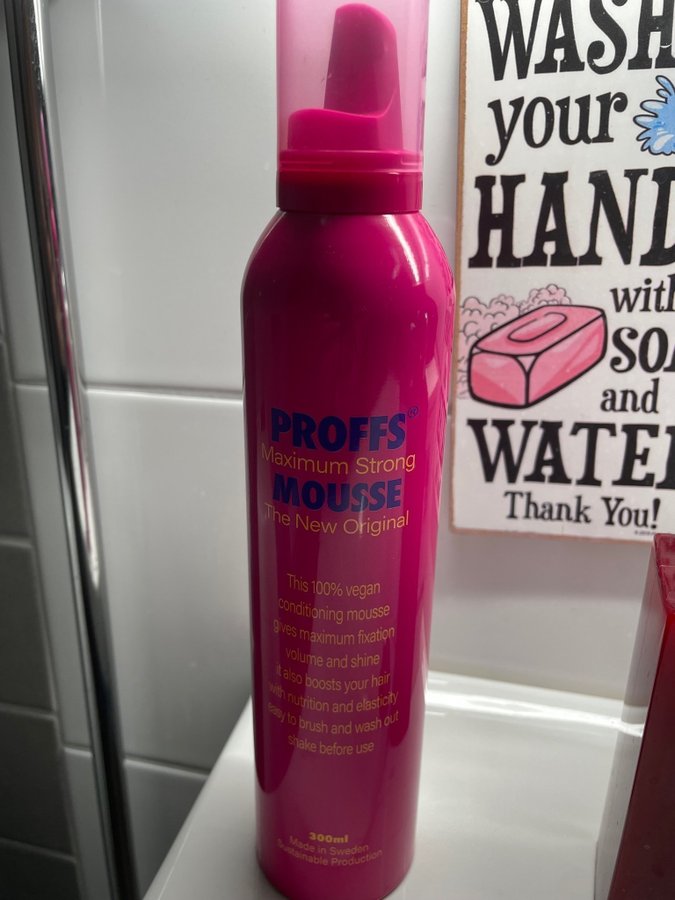 PROFFS®
Maximum Strong
MOUSSE
The New Original
This 100% vegan
conditioning mousse
gives maximum fixation
volume and shine
it also boosts your hair
with nutrition and elasticity
easy to brush and wash out
shake before use
300ml
Made in Sweden
Sustainable Production
WASH
your
HAND
with
SOA
and
WATER
Thank You!